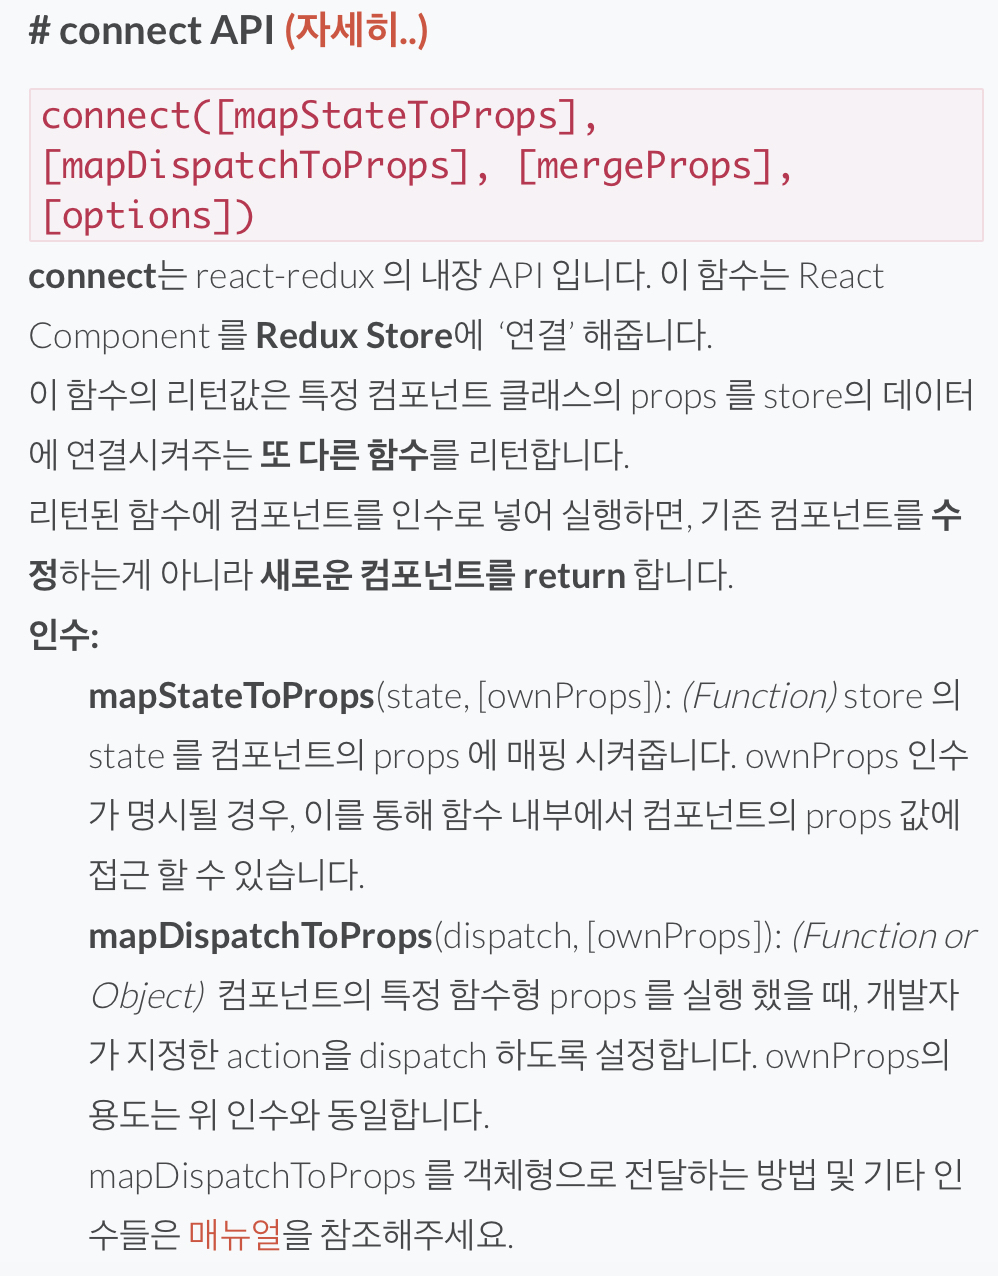 # connect API (자세히..)
connect([mapStateToProps],
[mapDispatchToProps], [mergeProps],
[options])
connect는 react-redux 의 내장 API 입니다. 이 함수는 React
Component 를 Redux Store에  ‘연결’ 해줍니다.
이 함수의 리턴값은 특정 컴포넌트 클래스의 props 를 store의 데이터
에 연결시켜주는 또 다른 함수를 리턴합니다.
리턴된 함수에 컴포넌트를 인수로 넣어 실행하면, 기존 컴포넌트를 수
정하는게 아니라 새로운 컴포넌트를 return 합니다.
인수:
mapStateToProps(state, [ownProps]): (Function) store 의
state 를 컴포넌트의 props 에 매핑 시켜줍니다. ownProps 인수
가 명시될 경우, 이를 통해 함수 내부에서 컴포넌트의 props 값에
접근 할 수 있습니다.
mapDispatchToProps(dispatch, [ownProps]): (Function or
Object)  컴포넌트의 특정 함수형 props 를 실행 했을 때, 개발자
가 지정한 action을 dispatch 하도록 설정합니다. ownProps의
용도는 위 인수와 동일합니다.
mapDispatchToProps 를 객체형으로 전달하는 방법 및 기타 인
수들은 매뉴얼을 참조해주세요.